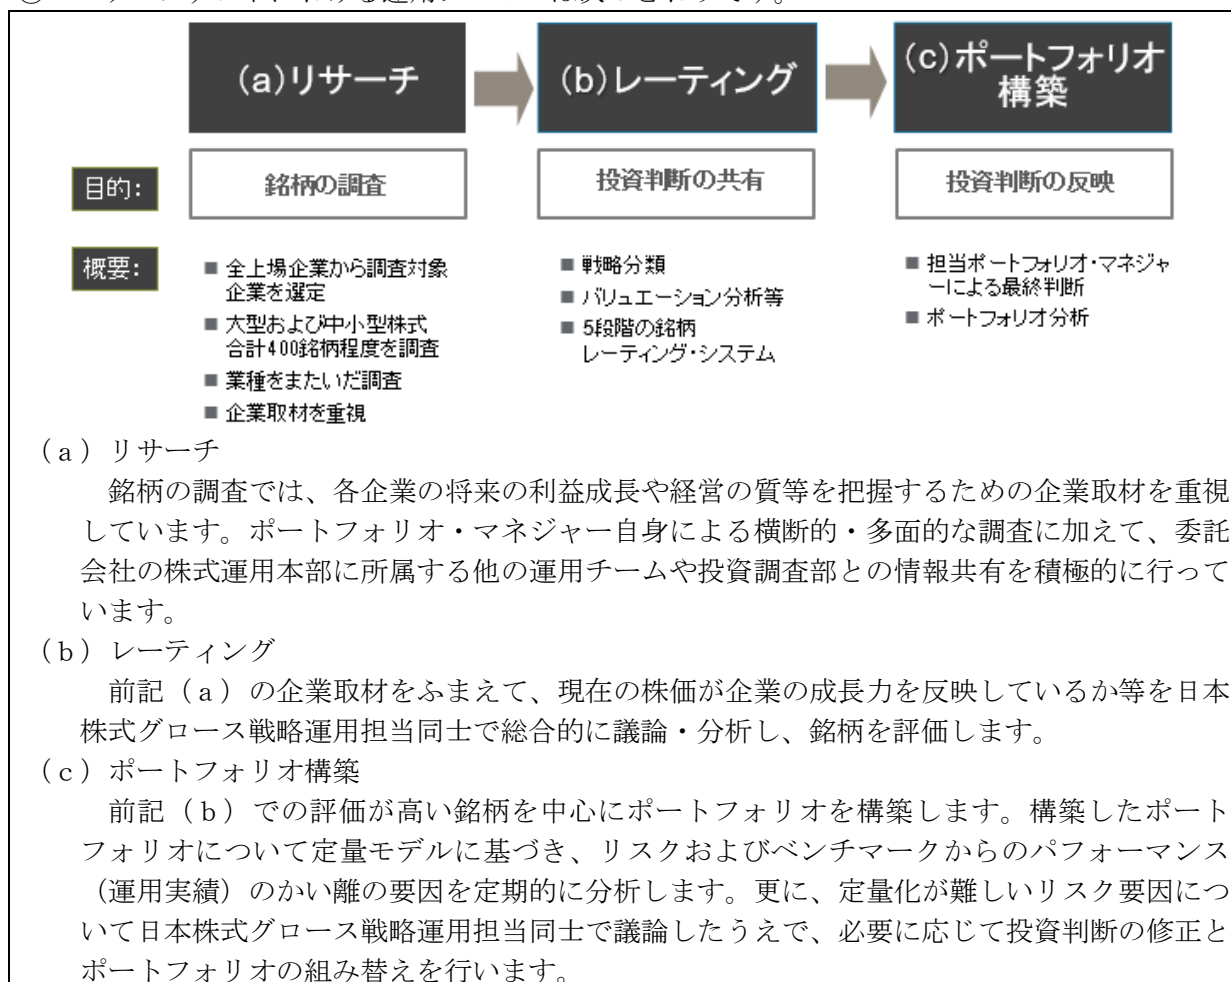 (a)リサーチ
(b)レーティング
(c)ポートフォリオ
構築
目的:
銘柄の調査
投資判断の共有
投資判断の反映
概要:
■ 全上場企業から調査対象
企業を選定
■ 大型および中小型株式
合計400銘柄程度を調査
■ 業種をまたいだ調査
■ 企業取材を重視
■ 戦略分類
■ バリュエーション分析等
■ 5段階の銘柄
レーティング・システム
■ 担当ポートフォリオ・マネジャ
ーによる最終判断
■ ポートフォリオ分析
(a)リサーチ
銘柄の調査では、各企業の将来の利益成長や経営の質等を把握するための企業取材を重視
しています。ポートフォリオ・マネジャー自身による横断的・多面的な調査に加えて、委託
会社の株式運用本部に所属する他の運用チームや投資調査部との情報共有を積極的に行って
います。
(b)レーティング
前記(a)の企業取材をふまえて、現在の株価が企業の成長力を反映しているか等を日本
株式グロース戦略運用担当同士で総合的に議論・分析し、銘柄を評価します。
(c)ポートフォリオ構築
前記(b)での評価が高い銘柄を中心にポートフォリオを構築します。構築したポート
フォリオについて定量モデルに基づき、リスクおよびベンチマークからのパフォーマンス
(運用実績)のかい離の要因を定期的に分析します。更に、定量化が難しいリスク要因につ
いて日本株式グロース戦略運用担当同士で議論したうえで、必要に応じて投資判断の修正と
ポートフォリオの組み替えを行います。